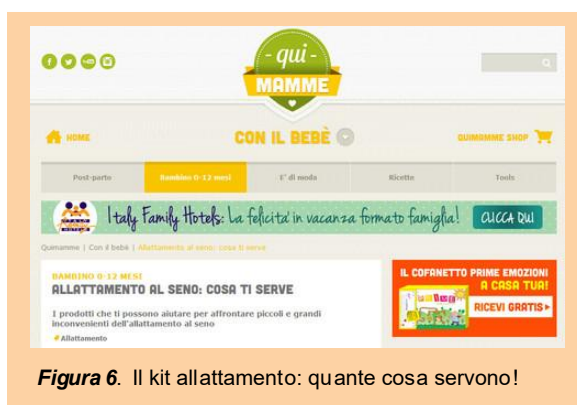 - qui -
MAMME
HOME
CON IL BEBÈ
QUIMAMME SHOP
Post-parto
Bambino 0-12 mesi
E' di moda
Ricette
Tools
Italy Family Hotels: La felicita' in vacanza formato famiglia!
CLICCA QUI
Quimamme | Con il bebè | Allattamento al seno: cosa ti serve
BAMBINO 0-12 MESI
ALLATTAMENTO AL SENO: COSA TI SERVE
I prodotti che ti possono aiutare per affrontare piccoli e grandi
inconvenienti dell'allattamento al seno
#Allattamento
IL COFANETTO PRIME EMOZIONI
A CASA TUA!
RICEVI GRATIS
Figura 6. Il kit allattamento: quante cosa servono!